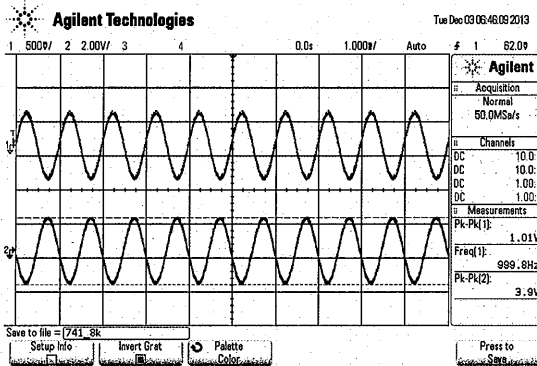 Agilent Technologies
Tue Dec 03 06:46:09 2013
1 500♥/ 2 2.00V/ 3 4 0.0s 1.000♥/ Auto 1 62.0♥
Agilent
Acquisition
Normal
50.0MSa/s
Channels
DC 10.0:
DC 10.0:
DC 1.00:
DC 1.00:
Measurements
Pk-Pk(1):
1.01V
Freq(1):
999.8Hz
Pk-Pk(2):
3.9V
Save to file = 741_8k
Setup Info
Invert Grat
Palette
Color
Press to
Save